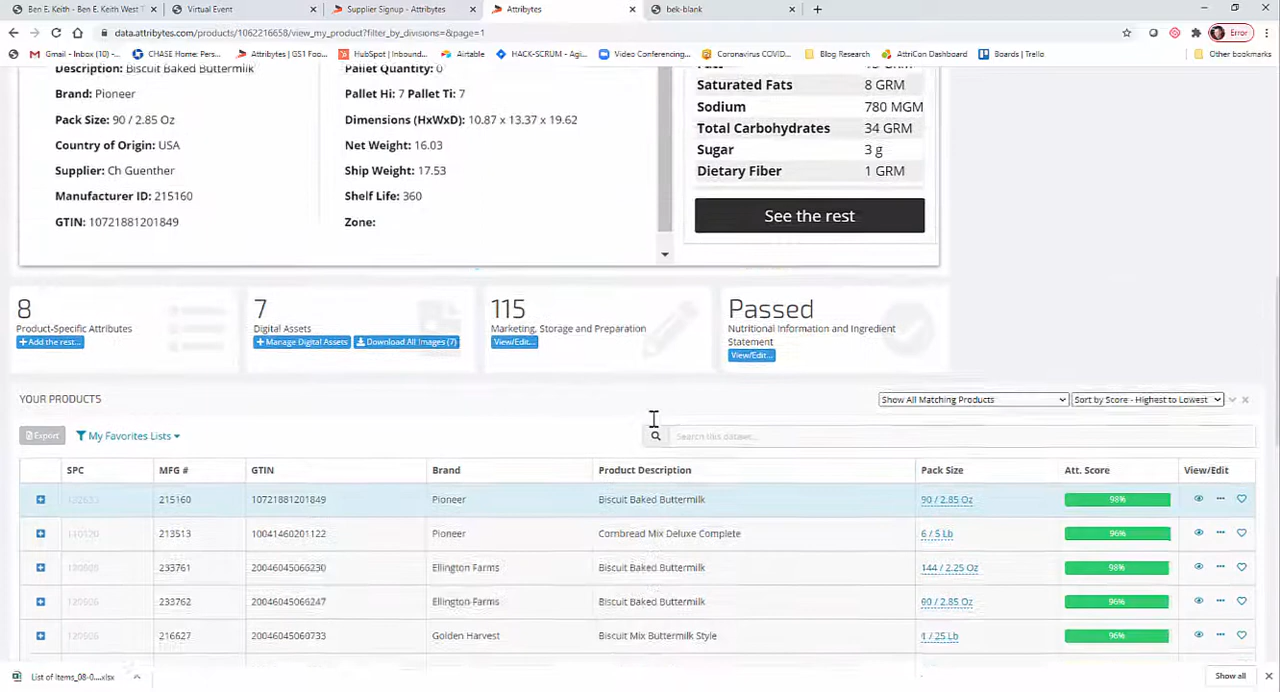 Ben E. Keith - Ben E. Keith West T
Virtual Event
Supplier Signup - Attribytes
Attribytes
bek-blank
data.attribytes.com/products/1062216658/view_my_product?filter_by_divisions=&page=1
Error
Gmail - Inbox (10) -...
CHASE Home: Pers...
Attribytes | GS1 Foo...
HubSpot | Inbound...
Airtable
HACK-SCRUM - Agi...
Video Conferencing...
Coronavirus COVID...
Blog Research
AttriCon Dashboard
Boards | Trello
Other bookmarks
Description: Biscuit Baked Buttermilk
Brand: Pioneer
Pack Size: 90 / 2.85 Oz
Country of Origin: USA
Supplier: Ch Guenther
Manufacturer ID: 215160
GTIN: 10721881201849
Pallet Quantity: 0
Pallet Hi: 7 Pallet Ti: 7
Dimensions (HxWxD): 10.87 x 13.37 x 19.62
Net Weight: 16.03
Ship Weight: 17.53
Shelf Life: 360
Zone:
Saturated Fats 8 GRM
Sodium 780 MGM
Total Carbohydrates 34 GRM
Sugar 3 g
Dietary Fiber 1 GRM
See the rest
8
Product-Specific Attributes
Add the rest...
7
Digital Assets
Manage Digital Assets
Download All Images (7)
115
Marketing, Storage and Preparation
View/Edit...
Passed
Nutritional Information and Ingredient
Statement
View/Edit...
YOUR PRODUCTS
Show All Matching Products
Sort by Score - Highest to Lowest
Export
My Favorites Lists
Search this dataset...
SPC MFG # GTIN Brand Product Description Pack Size Att. Score View/Edit
215160 10721881201849 Pioneer Biscuit Baked Buttermilk 90 / 2.85 Oz 98%
110120 213513 10041460201122 Pioneer Cornbread Mix Deluxe Complete 6 / 5 Lb 96%
233761 20046045066230 Ellington Farms Biscuit Baked Buttermilk 144 / 2.25 Oz 98%
233762 20046045066247 Ellington Farms Biscuit Baked Buttermilk 90 / 2.85 Oz 96%
216627 20046045060733 Golden Harvest Biscuit Mix Buttermilk Style 1 / 25 Lb 96%
List of Items_08-0....xlsx
Show all